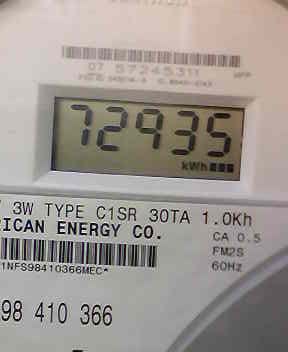 07 57245311
72935
kWh
3W TYPE C1SR 30TA 1.0Kh
RICAN ENERGY CO.
CA 0.5
FM2S
1NFS98410366MEC*
60Hz
98 410 366